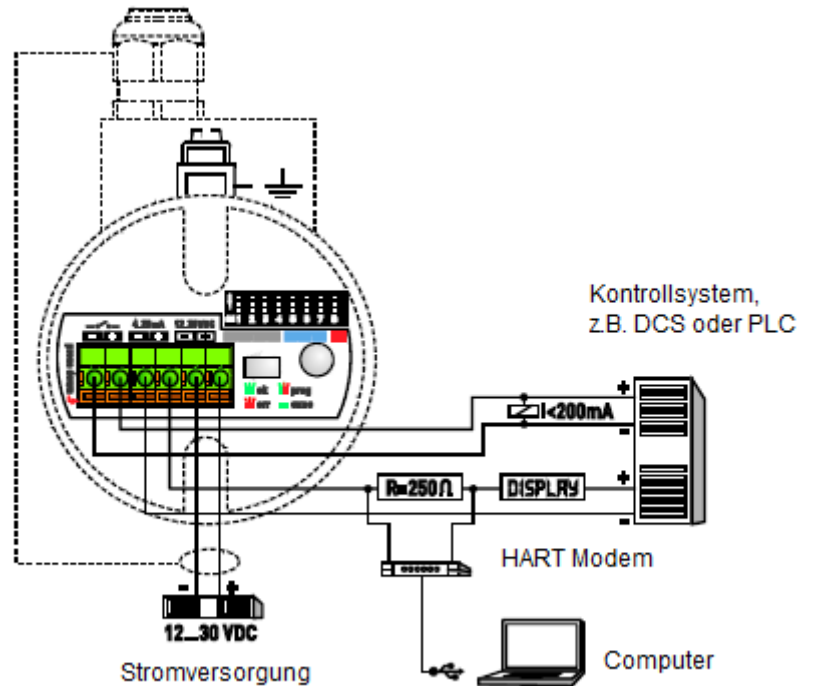 Kontrollsystem,
z.B. DCS oder PLC
4..20mA 12..30VDC
- +
ok prog
err
+
I<200mA
-
+
R=250Ω
DISPLAY
-
HART Modem
- +
12...30 VDC
Stromversorgung
Computer